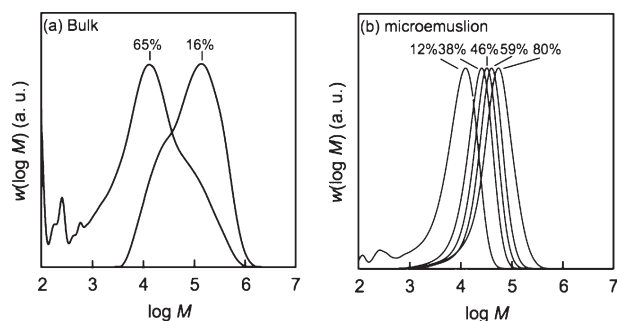 (a) Bulk
65% 16%
w(log M) (a. u.)
2 3 4 5 6 7
log M
(b) microemuslion
12% 38% 46% 59% 80%
w(log M) (a. u.)
2 3 4 5 6 7
log M